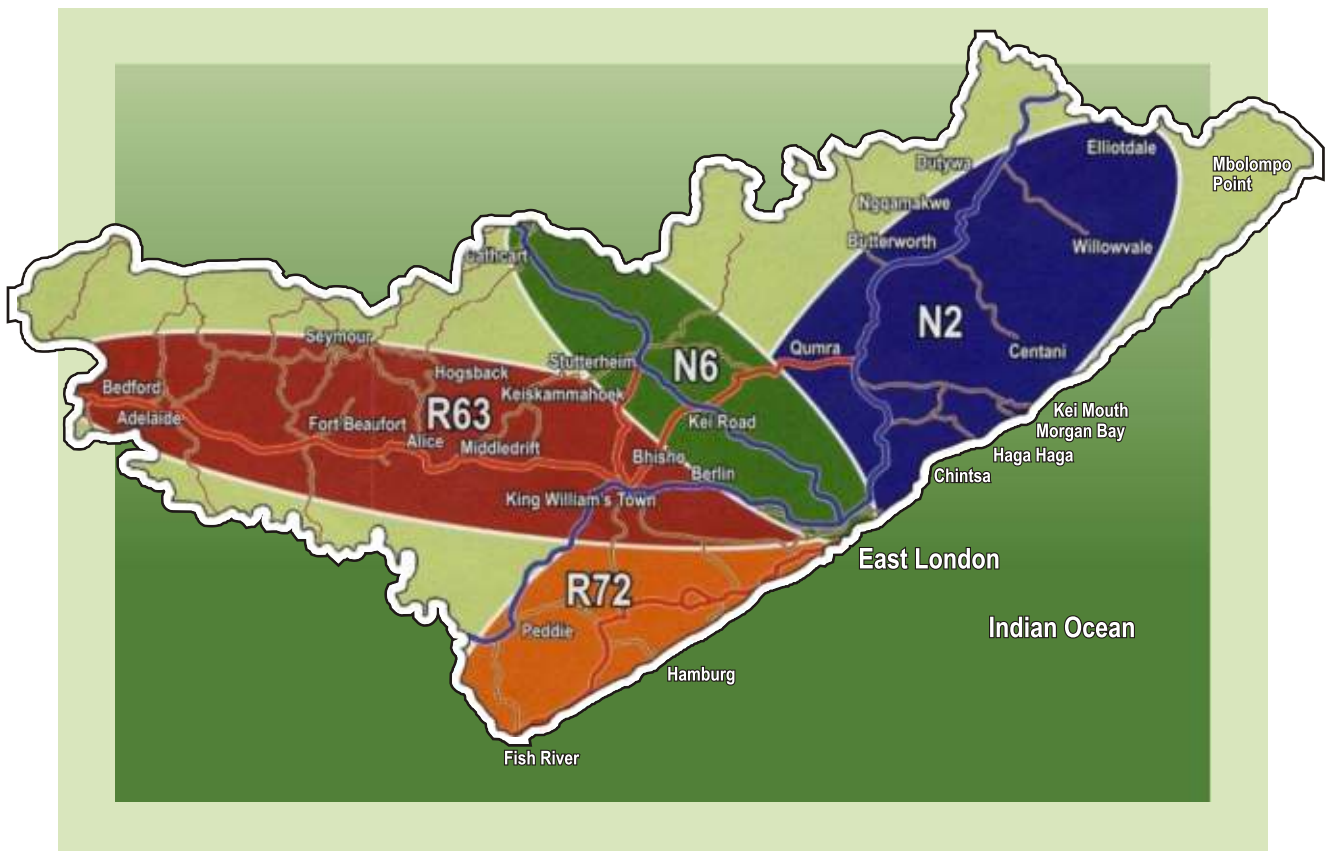 Elliotdale
Dutywa
Mbolompo
Point
Ngqamakwe
Butterworth
Willowvale
Cathcart
N2
Seymour
Qumra
Centani
Stutterheim
N6
Hogsback
Bedford
Keiskammahoek
R63
Adelaide
Fort Beaufort
Kei Road
Kei Mouth
Morgan Bay
Alice
Middledrift
Bhisho
Haga Haga
Berlin
Chintsa
King William's Town
East London
R72
Peddie
Indian Ocean
Hamburg
Fish River